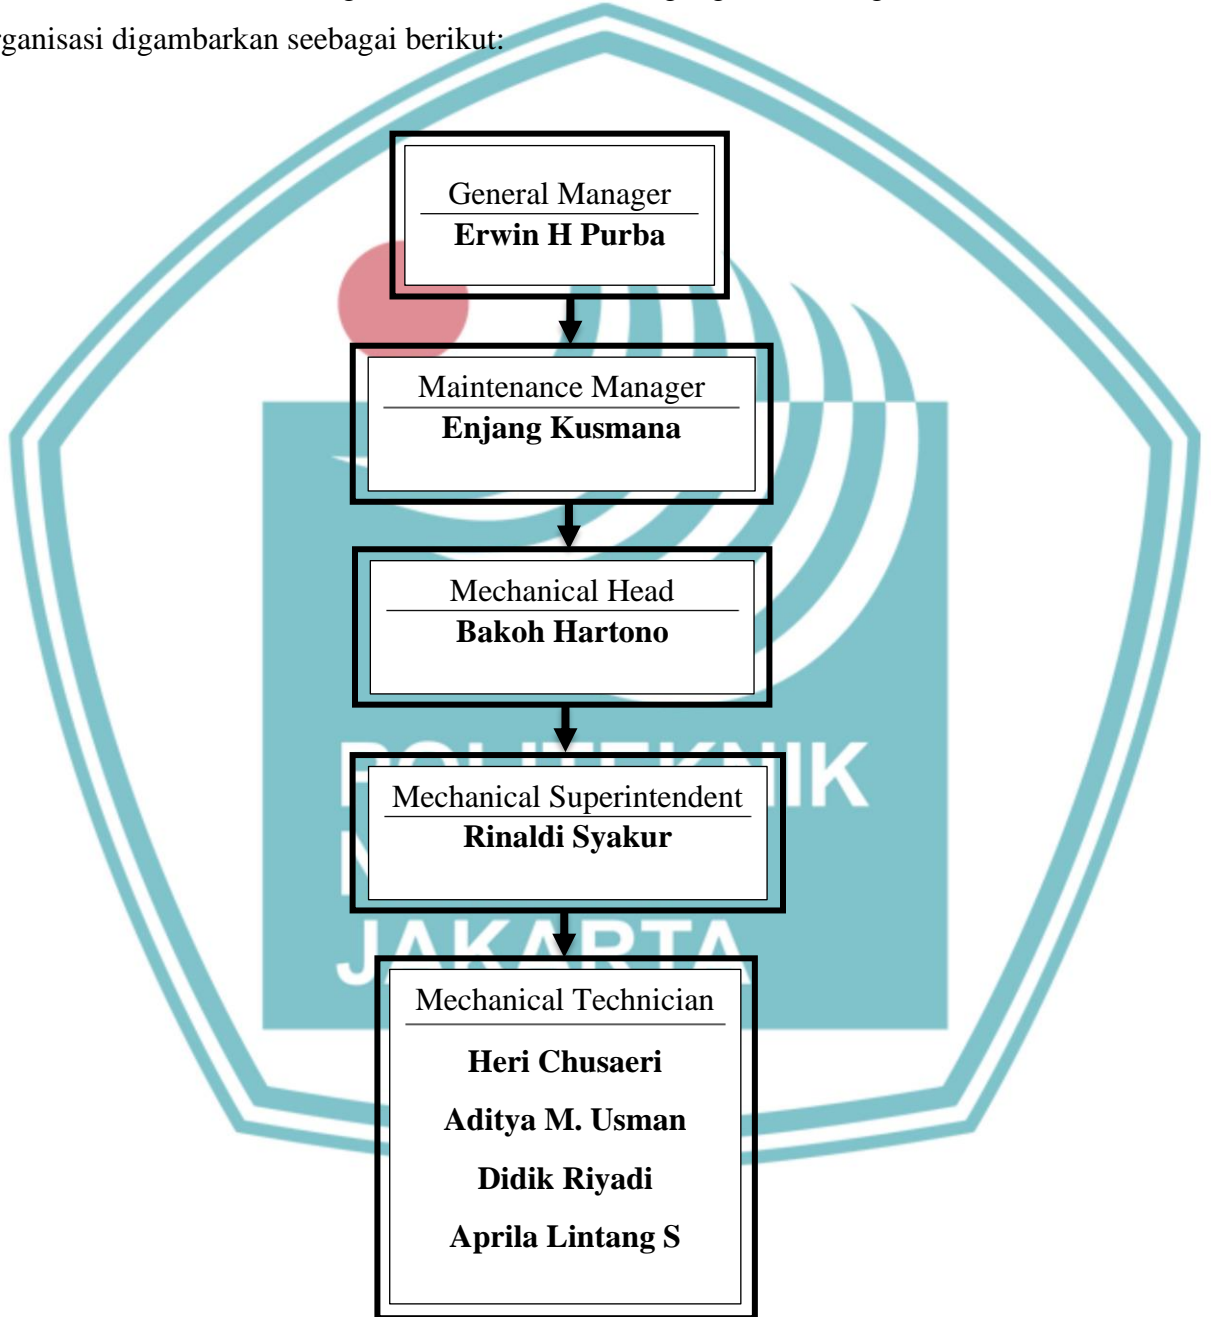 rganisasi digambarkan seebagai berikut:
General Manager
Erwin H Purba
Maintenance Manager
Enjang Kusmana
Mechanical Head
Bakoh Hartono
Mechanical Superintendent
Rinaldi Syakur
JAKARTA
Mechanical Technician
Heri Chusaeri
Aditya M. Usman
Didik Riyadi
Aprila Lintang S